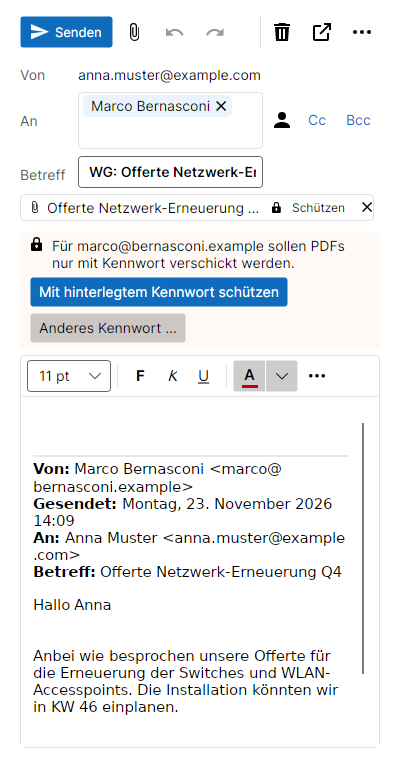 Senden
Von anna.muster@example.com
An Marco Bernasconi Cc Bcc
Betreff WG: Offerte Netzwerk-Er
Offerte Netzwerk-Erneuerung ... Schützen
Für marco@bernasconi.example sollen PDFs
nur mit Kennwort verschickt werden.
Mit hinterlegtem Kennwort schützen
Anderes Kennwort ...
11 pt F K U A
Von: Marco Bernasconi <marco@
bernasconi.example>
Gesendet: Montag, 23. November 2026
14:09
An: Anna Muster <anna.muster@example
.com>
Betreff: Offerte Netzwerk-Erneuerung Q4
Hallo Anna
Anbei wie besprochen unsere Offerte für
die Erneuerung der Switches und WLAN-
Accesspoints. Die Installation könnten wir
in KW 46 einplanen.